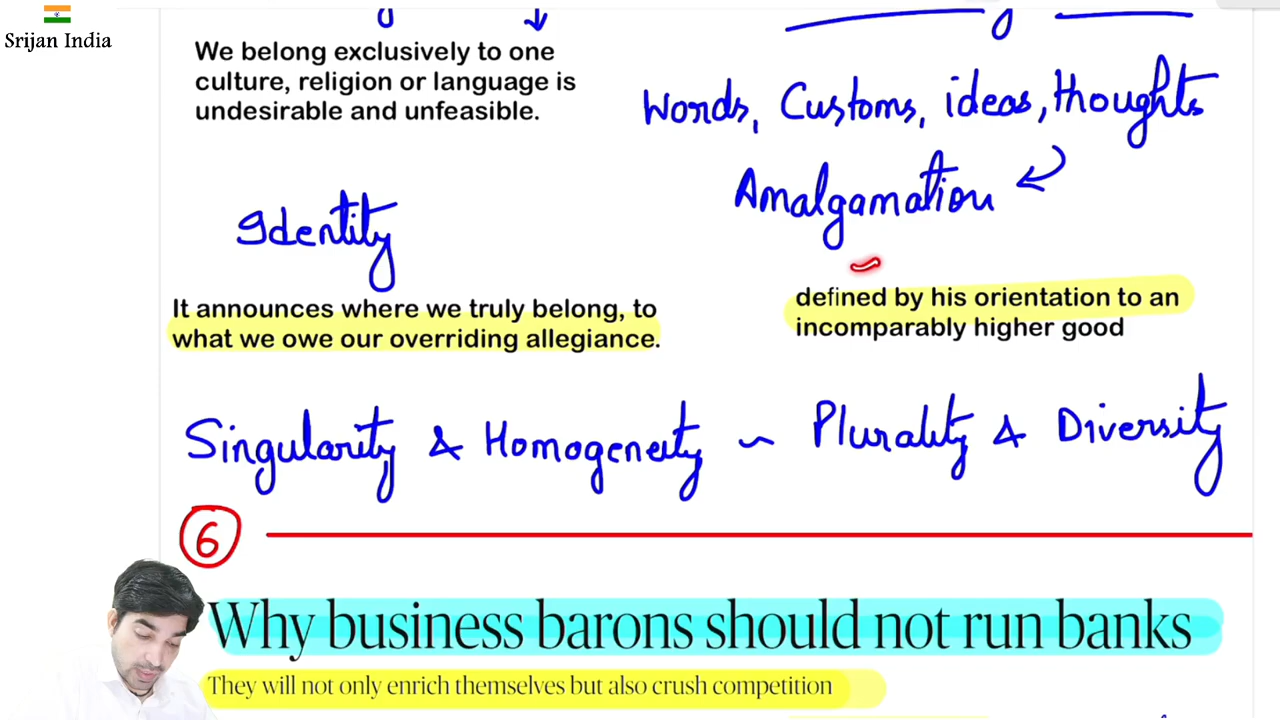 Srijan India
We belong exclusively to one
culture, religion or language is
undesirable and unfeasible.
Words, Customs, ideas, thoughts
Amalgamation
Identity
It announces where we truly belong, to
what we owe our overriding allegiance.
defined by his orientation to an
incomparably higher good
Singularity & Homogeneity ~ Plurality & Diversity
6
Why business barons should not run banks
They will not only enrich themselves but also crush competition